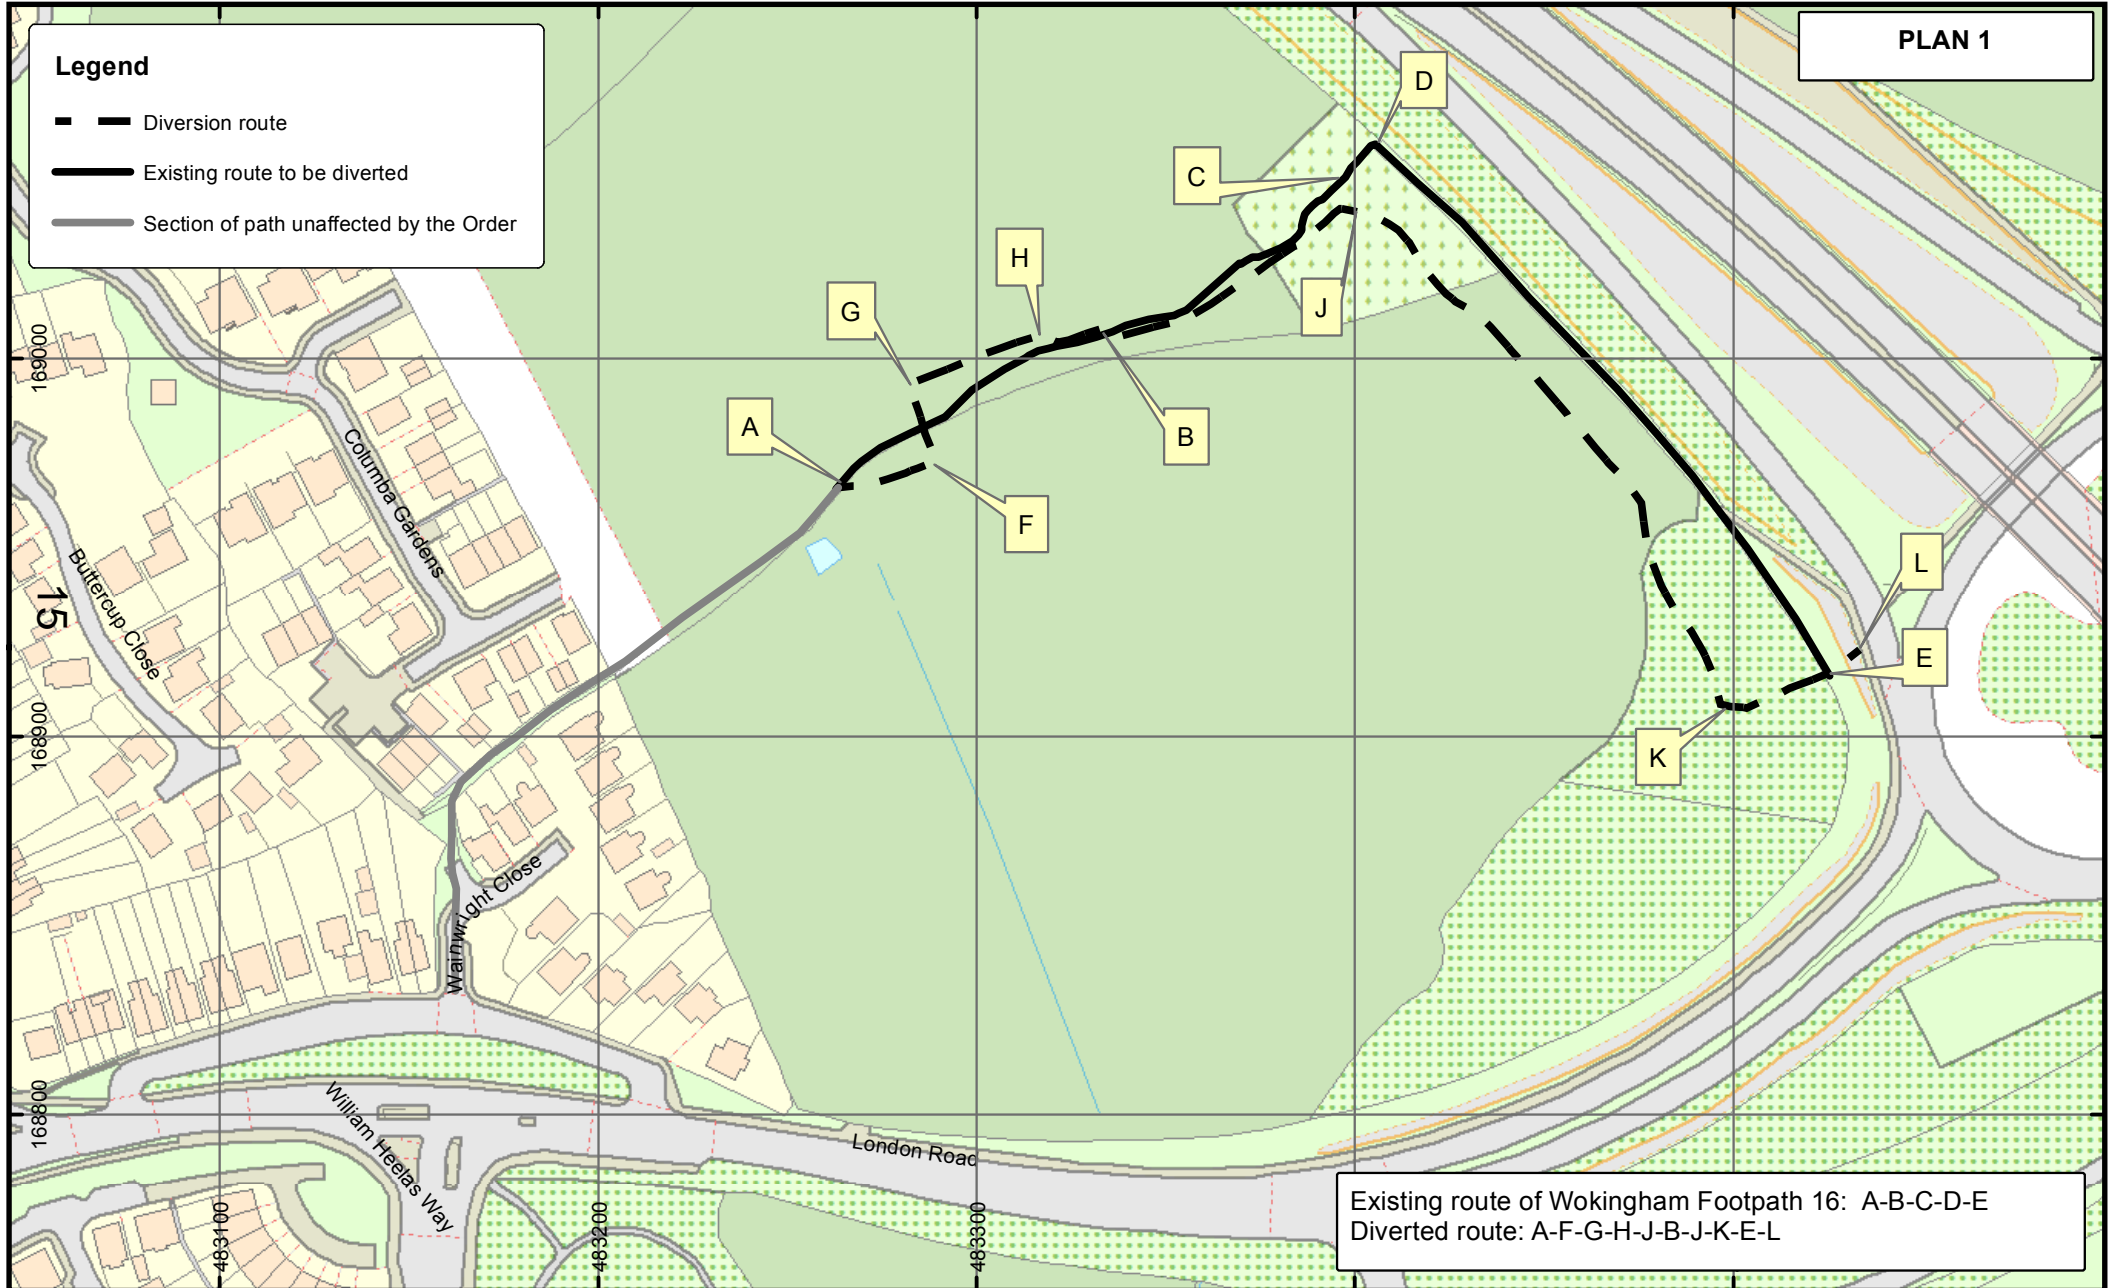 PLAN 1
Legend
Diversion route
Existing route to be diverted
Section of path unaffected by the Order
D
C
H
G
J
A
B
F
L
E
K
169000
168900
168800
15
483100
483200
483300
Columba Gardens
Buttercup Close
Wainwright Close
William Heelas Way
London Road
Existing route of Wokingham Footpath 16: A-B-C-D-E
Diverted route: A-F-G-H-J-B-J-K-E-L